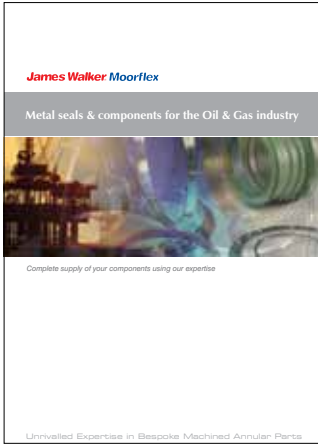 James Walker Moorflex
Metal seals & components for the Oil & Gas industry
Complete supply of your components using our expertise
Unrivalled Expertise in Bespoke Machined Annular Parts